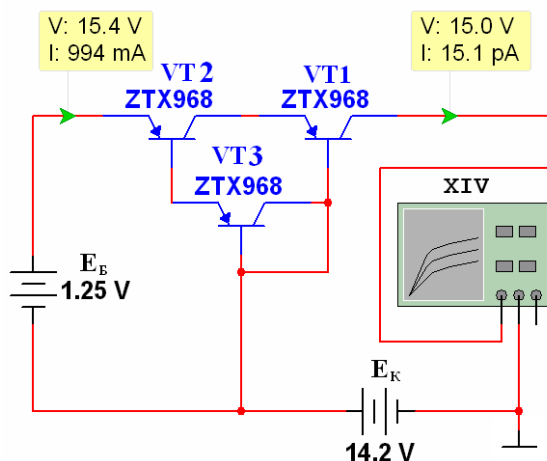 V: 15.4 V
I: 994 mA
V: 15.0 V
I: 15.1 pA
VT2
ZTX968
VT1
ZTX968
VT3
ZTX968
XIV
EБ
1.25 V
EК
14.2 V